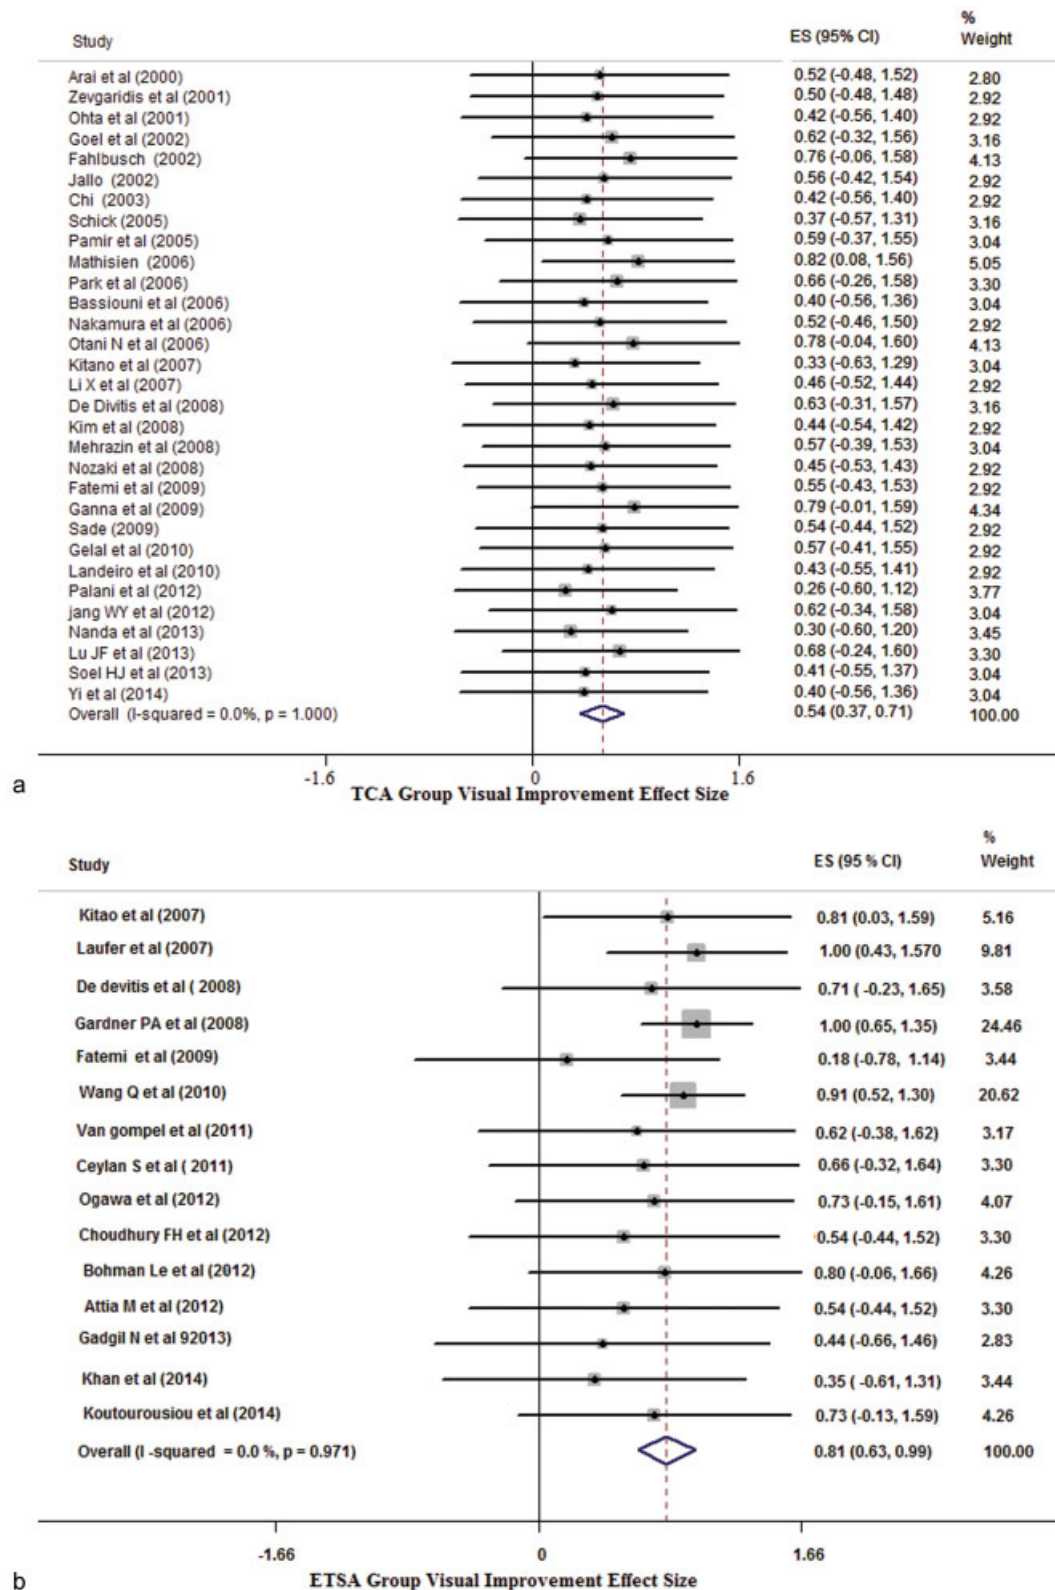 Study ES (95% CI) % Weight
Arai et al (2000) 0.52 (-0.48, 1.52) 2.80
Zevgaridis et al (2001) 0.50 (-0.48, 1.48) 2.92
Ohta et al (2001) 0.42 (-0.56, 1.40) 2.92
Goel et al (2002) 0.62 (-0.32, 1.56) 3.16
Fahlbusch (2002) 0.76 (-0.06, 1.58) 4.13
Jallo (2002) 0.56 (-0.42, 1.54) 2.92
Chi (2003) 0.42 (-0.56, 1.40) 2.92
Schick (2005) 0.37 (-0.57, 1.31) 3.16
Pamir et al (2005) 0.59 (-0.37, 1.55) 3.04
Mathisien (2006) 0.82 (0.08, 1.56) 5.05
Park et al (2006) 0.66 (-0.26, 1.58) 3.30
Bassiouni et al (2006) 0.40 (-0.56, 1.36) 3.04
Nakamura et al (2006) 0.52 (-0.46, 1.50) 2.92
Otani N et al (2006) 0.78 (-0.04, 1.60) 4.13
Kitano et al (2007) 0.33 (-0.63, 1.29) 3.04
Li X et al (2007) 0.46 (-0.52, 1.44) 2.92
De Divitis et al (2008) 0.63 (-0.31, 1.57) 3.16
Kim et al (2008) 0.44 (-0.54, 1.42) 2.92
Mehrazin et al (2008) 0.57 (-0.39, 1.53) 3.04
Nozaki et al (2008) 0.45 (-0.53, 1.43) 2.92
Fatemi et al (2009) 0.55 (-0.43, 1.53) 2.92
Ganna et al (2009) 0.79 (-0.01, 1.59) 4.34
Sade (2009) 0.54 (-0.44, 1.52) 2.92
Gelal et al (2010) 0.57 (-0.41, 1.55) 2.92
Landeiro et al (2010) 0.43 (-0.55, 1.41) 2.92
Palani et al (2012) 0.26 (-0.60, 1.12) 3.77
jang WY et al (2012) 0.62 (-0.34, 1.58) 3.04
Nanda et al (2013) 0.30 (-0.60, 1.20) 3.45
Lu JF et al (2013) 0.68 (-0.24, 1.60) 3.30
Soel HJ et al (2013) 0.41 (-0.55, 1.37) 3.04
Yi et al (2014) 0.40 (-0.56, 1.36) 3.04
Overall (I-squared = 0.0%, p = 1.000) 0.54 (0.37, 0.71) 100.00
-1.6 0 1.6
a TCA Group Visual Improvement Effect Size
Study ES (95 % CI) % Weight
Kitao et al (2007) 0.81 (0.03, 1.59) 5.16
Laufer et al (2007) 1.00 (0.43, 1.570 9.81
De devitis et al ( 2008) 0.71 ( -0.23, 1.65) 3.58
Gardner PA et al (2008) 1.00 (0.65, 1.35) 24.46
Fatemi et al (2009) 0.18 (-0.78, 1.14) 3.44
Wang Q et al (2010) 0.91 (0.52, 1.30) 20.62
Van gompel et al (2011) 0.62 (-0.38, 1.62) 3.17
Ceylan S et al ( 2011) 0.66 (-0.32, 1.64) 3.30
Ogawa et al (2012) 0.73 (-0.15, 1.61) 4.07
Choudhury FH et al (2012) 0.54 (-0.44, 1.52) 3.30
Bohman Le et al (2012) 0.80 (-0.06, 1.66) 4.26
Attia M et al (2012) 0.54 (-0.44, 1.52) 3.30
Gadgil N et al 92013) 0.44 (-0.66, 1.46) 2.83
Khan et al (2014) 0.35 ( -0.61, 1.31) 3.44
Koutourousiou et al (2014) 0.73 (-0.13, 1.59) 4.26
Overall (I -squared = 0.0 %, p = 0.971) 0.81 (0.63, 0.99) 100.00
-1.66 0 1.66
b ETSA Group Visual Improvement Effect Size